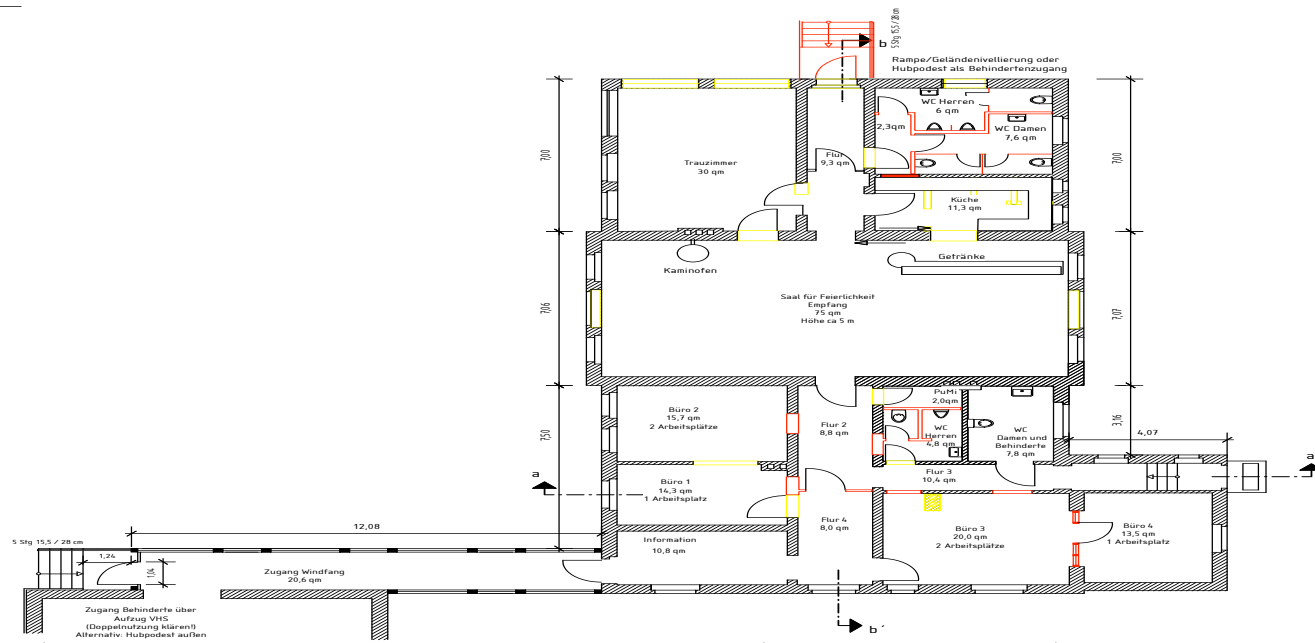 5 Stg 15,5 / 28 cm
b
Rampe/Geländenivellierung oder
Hubpodest als Behindertenzugang
WC Herren
6 qm
2,3qm
WC Damen
7,6 qm
7,00
Trauzimmer
30 qm
Flur
9,3 qm
7,00
Küche
11,3 qm
Kaminofen
Getränke
7,06
Saal für Feierlichkeit
Empfang
75 qm
Höhe ca 5 m
7,07
PuMi
2,0qm
Büro 2
15,7 qm
2 Arbeitsplätze
Flur 2
8,8 qm
WC
Herren
4,8 qm
WC
Damen und
Behinderte
7,8 qm
3,16
4,07
7,50
a
Büro 1
14,3 qm
1 Arbeitsplatz
Flur 3
10,4 qm
a
12,08
Information
10,8 qm
Flur 4
8,0 qm
Büro 3
20,0 qm
2 Arbeitsplätze
Büro 4
13,5 qm
1 Arbeitsplatz
5 Stg 15,5 / 28 cm
1,24
1,04
Zugang Windfang
20,6 qm
Zugang Behinderte über
Aufzug VHS
(Doppelnutzung klären!)
Alternativ: Hubpodest außen
b´